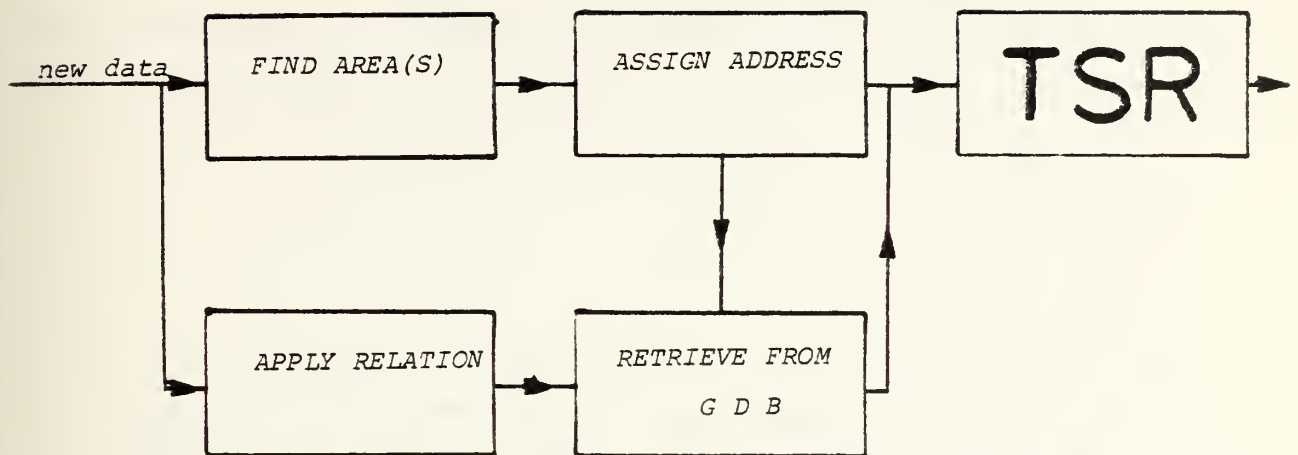 new data
FIND AREA(S)
ASSIGN ADDRESS
TSR
APPLY RELATION
RETRIEVE FROM
G D B